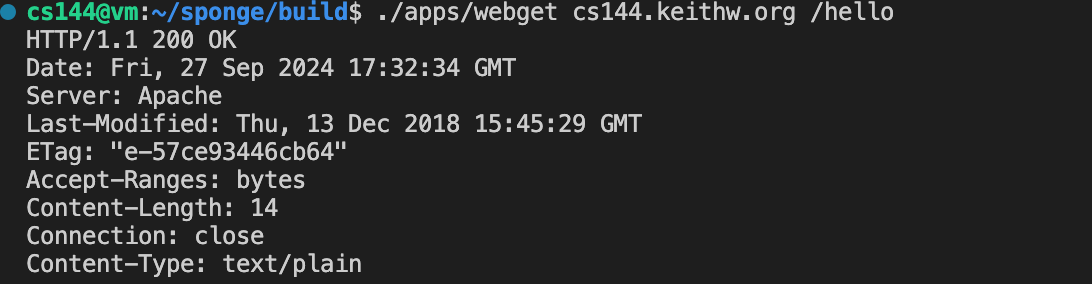 cs144@vm:~/sponge/build$ ./apps/webget cs144.keithw.org /hello
HTTP/1.1 200 OK
Date: Fri, 27 Sep 2024 17:32:34 GMT
Server: Apache
Last-Modified: Thu, 13 Dec 2018 15:45:29 GMT
ETag: "e-57ce93446cb64"
Accept-Ranges: bytes
Content-Length: 14
Connection: close
Content-Type: text/plain